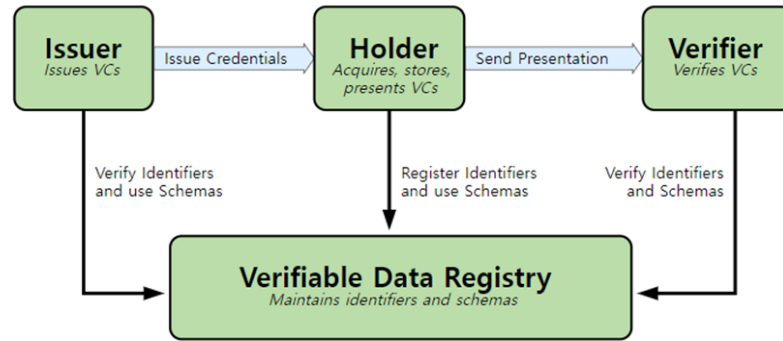 Issuer
Issues VCs
Issue Credentials
Holder
Acquires, stores,
presents VCs
Send Presentation
Verifier
Verifies VCs
Verify Identifiers
and use Schemas
Register Identifiers
and use Schemas
Verify Identifiers
and Schemas
Verifiable Data Registry
Maintains identifiers and schemas